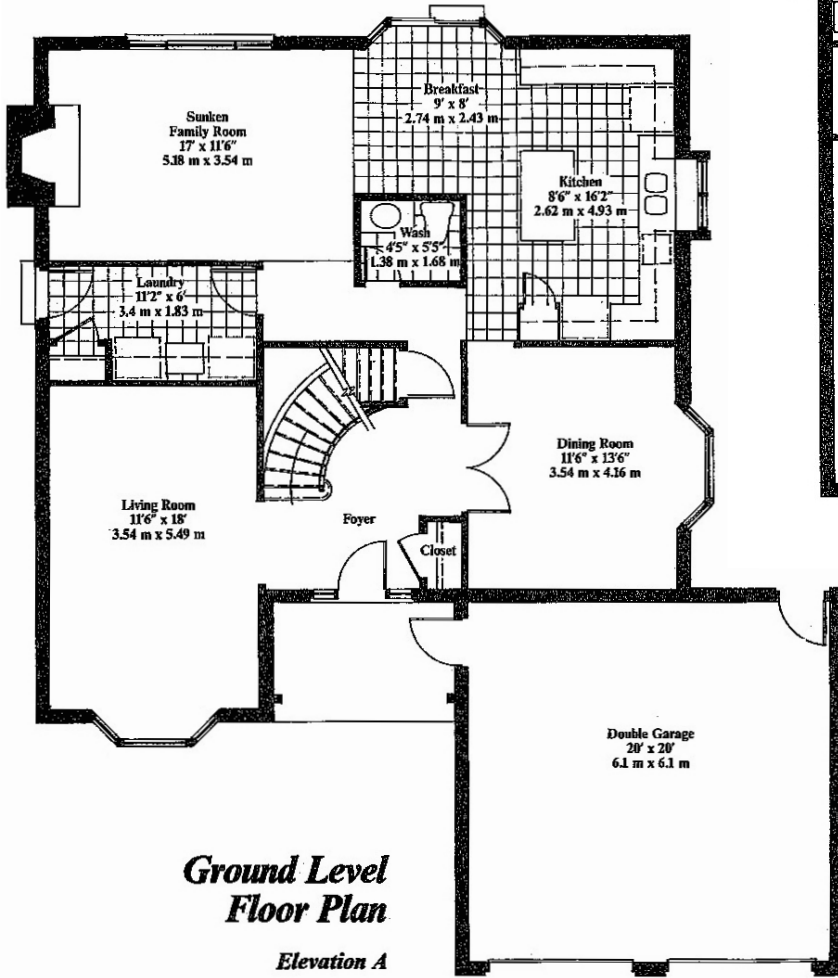 Sunken
Family Room
17' x 11'6"
5.18 m x 3.54 m
Breakfast
9' x 8'
2.74 m x 2.43 m
Kitchen
8'6" x 16'2"
2.62 m x 4.93 m
Wash
4'5" x 5'5"
1.38 m x 1.68 m
Laundry
11'2" x 6'
3.4 m x 1.83 m
Dining Room
11'6" x 13'6"
3.54 m x 4.16 m
Living Room
11'6" x 18'
3.54 m x 5.49 m
Foyer
Closet
Double Garage
20' x 20'
6.1 m x 6.1 m
Ground Level
Floor Plan
Elevation A